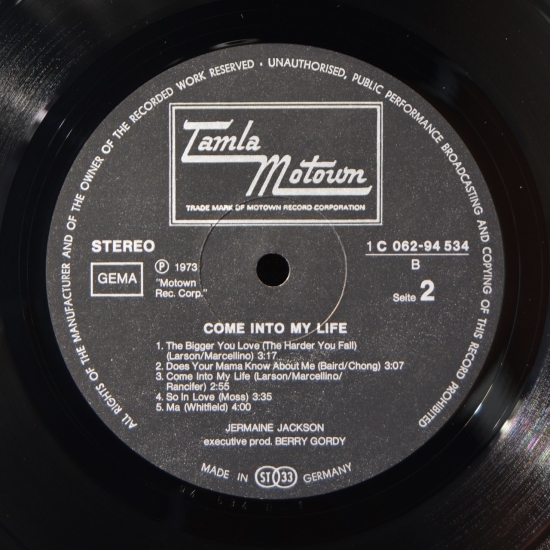 ALL RIGHTS OF THE MANUFACTURER AND OF THE OWNER OF THE RECORDED WORK RESERVED · UNAUTHORISED, PUBLIC PERFORMANCE BROADCASTING AND COPYING OF THIS RECORD PROHIBITED
Tamla
Motown
TRADE MARK OF MOTOWN RECORD CORPORATION
STEREO
1 C 062-94 534
GEMA
Ⓟ 1973
B
"Motown
Rec. Corp."
Seite 2
COME INTO MY LIFE
1. The Bigger You Love (The Harder You Fall)
(Larson/Marcellino) 3:17
2. Does Your Mama Know About Me (Baird/Chong) 3:07
3. Come Into My Life (Larson/Marcellino/
Rancifer) 2:55
4. So In Love (Moss) 3:35
5. Ma (Whitfield) 4:00
JERMAINE JACKSON
executive prod. BERRY GORDY
MADE IN ST 33 GERMANY